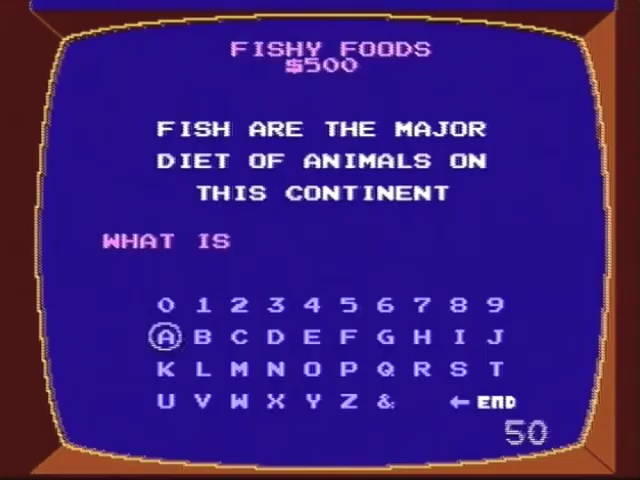 FISHY FOODS
$500
FISH ARE THE MAJOR
DIET OF ANIMALS ON
THIS CONTINENT
WHAT IS
0 1 2 3 4 5 6 7 8 9
A B C D E F G H I J
K L M N O P Q R S T
U V W X Y Z & ← END
50